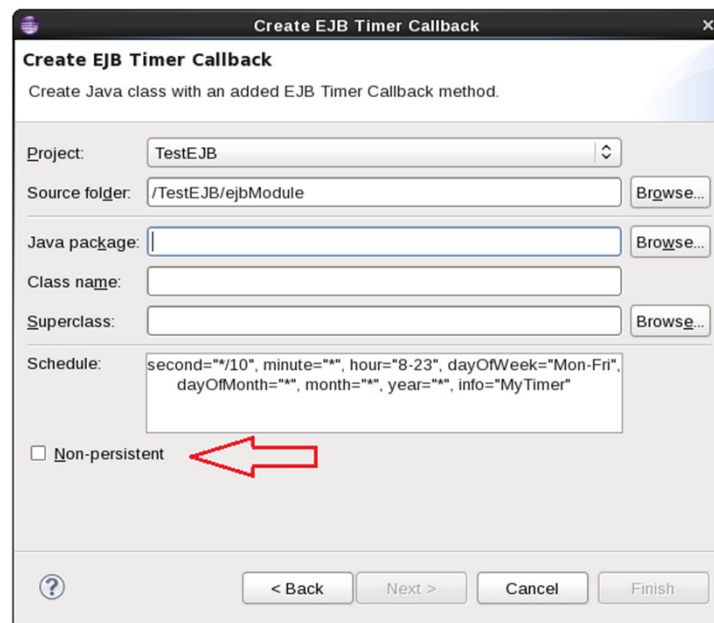 Create EJB Timer Callback
Create EJB Timer Callback
Create Java class with an added EJB Timer Callback method.
Project: TestEJB
Source folder: /TestEJB/ejbModule Browse...
Java package: Browse...
Class name:
Superclass: Browse...
Schedule: second="*/10", minute="*", hour="8-23", dayOfWeek="Mon-Fri",
dayOfMonth="*", month="*", year="*", info="MyTimer"
Non-persistent
? < Back Next > Cancel Finish